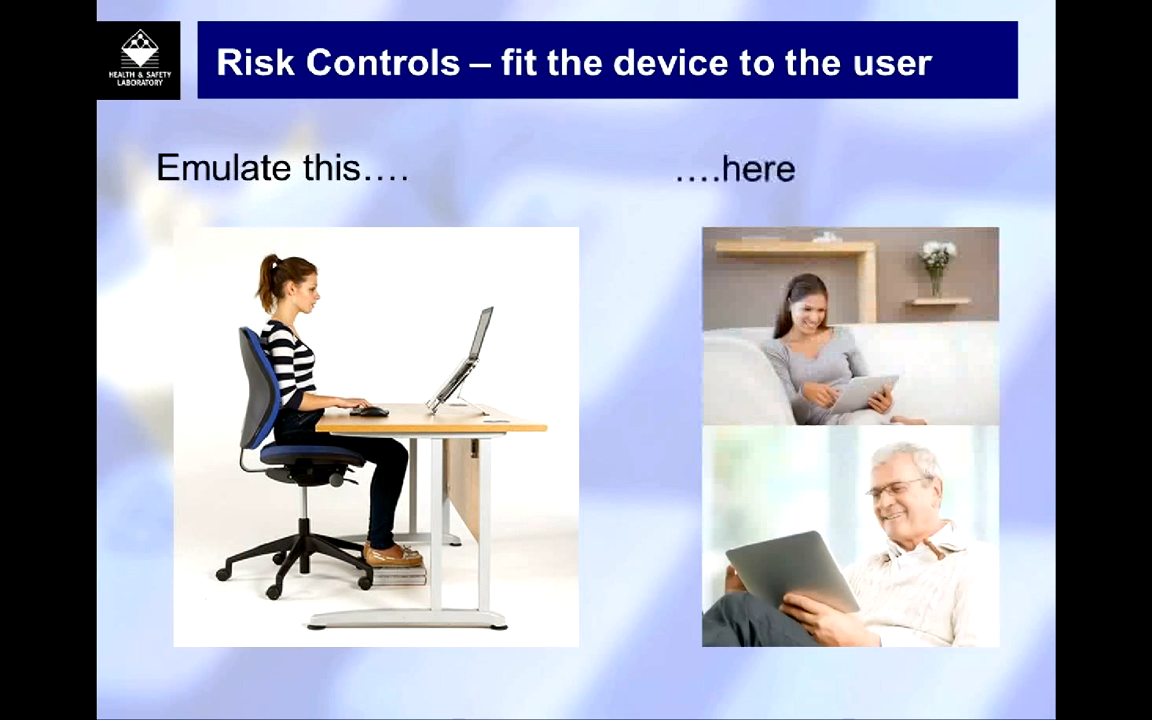 HEALTH & SAFETY
LABORATORY
Risk Controls – fit the device to the user
Emulate this….
….here